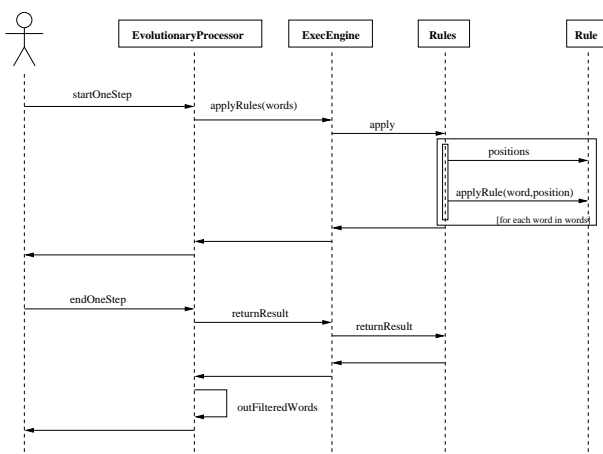 EvolutionaryProcessor ExecEngine Rules Rule
startOneStep
applyRules(words)
apply
positions
applyRule(word,position)
{for each word in words}
endOneStep
returnResult
returnResult
outFilteredWords